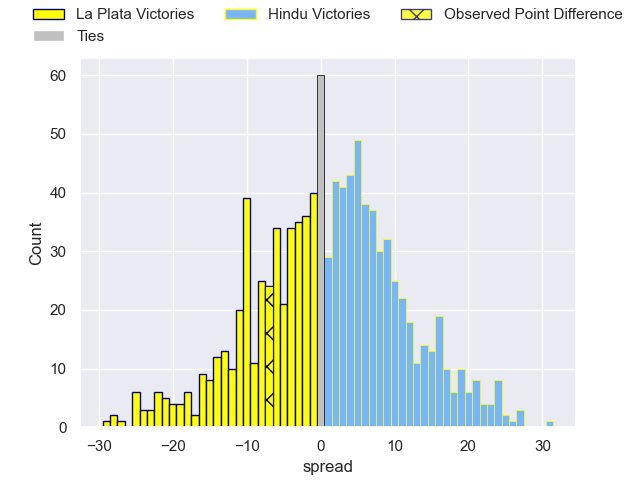 La Plata Victories Hindu Victories Observed Point Difference
Ties
60
50
40
30
20
10
0
Count
−30 −20 −10 0 10 20 30
spread